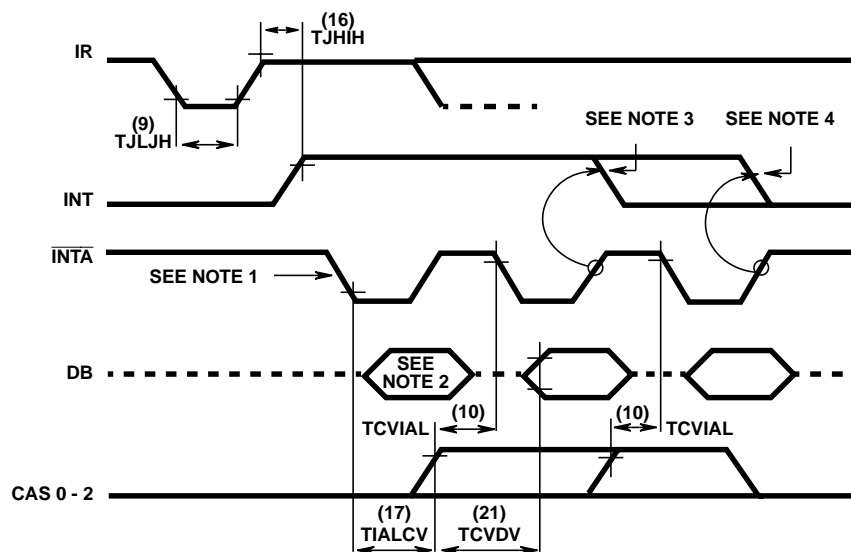 (16)
TJHIH
IR
(9)
TJLJH
SEE NOTE 3
SEE NOTE 4
INT
INTA
SEE NOTE 1
DB
SEE
NOTE 2
(10)
TCVIAL
(10)
TCVIAL
CAS 0 - 2
(17)
TIALCV
(21)
TCVDV